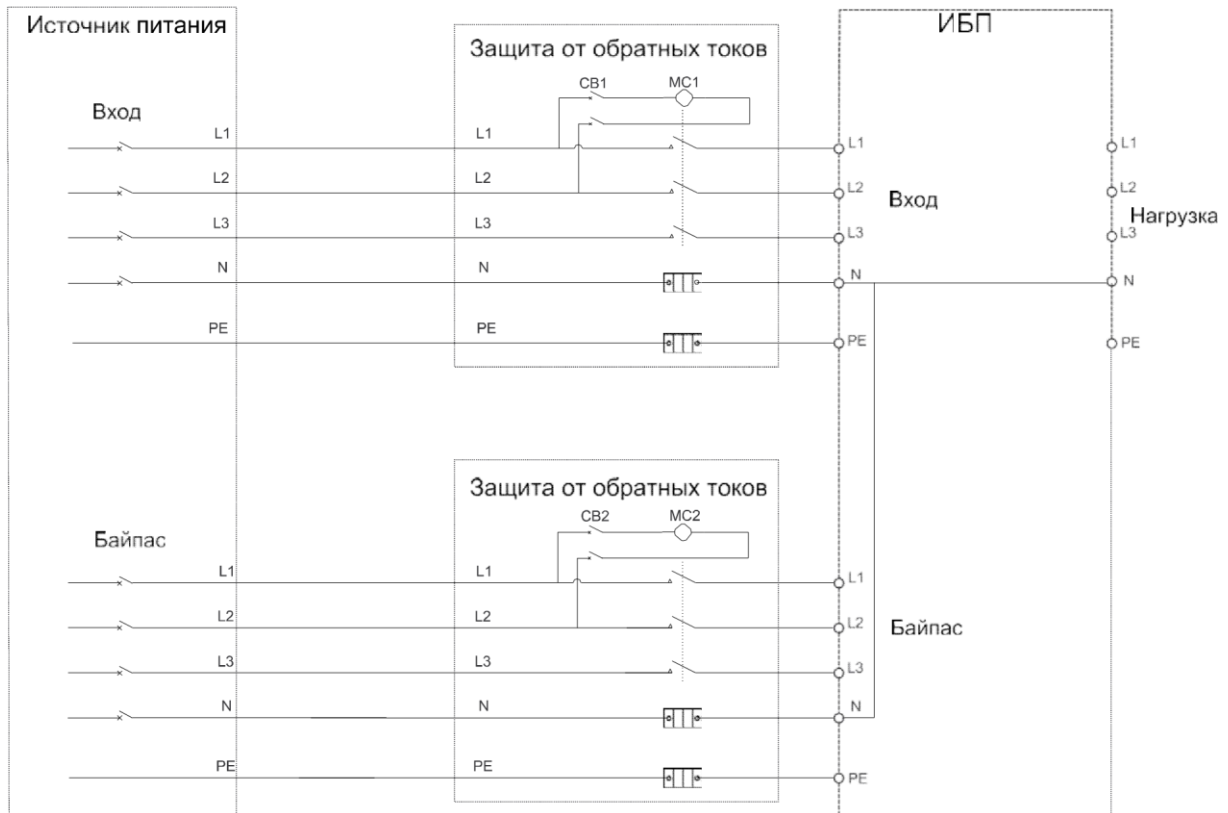 Источник питания
ИБП
Защита от обратных токов
CB1
MC1
Вход
L1
L1
L1
L1
L2
L2
L2
L2
Вход
Нагрузка
L3
L3
L3
L3
N
N
N
N
PE
PE
PE
PE
Защита от обратных токов
CB2
MC2
Байпас
L1
L1
L1
L2
L2
L2
Байпас
L3
L3
L3
N
N
N
PE
PE
PE